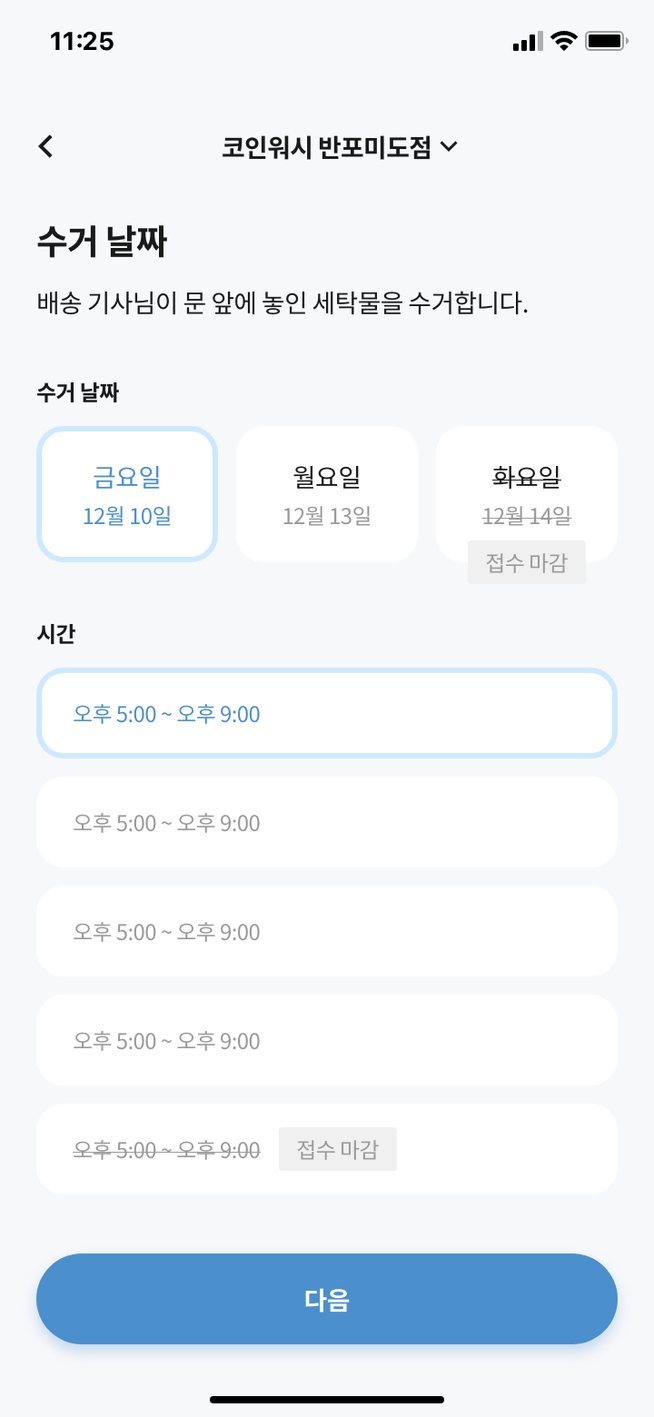 11:25
코인워시 반포미도점
수거 날짜
배송 기사님이 문 앞에 놓인 세탁물을 수거합니다.
수거 날짜
금요일
12월 10일
월요일
12월 13일
화요일
12월 14일
접수 마감
시간
오후 5:00 ~ 오후 9:00
오후 5:00 ~ 오후 9:00
오후 5:00 ~ 오후 9:00
오후 5:00 ~ 오후 9:00
오후 5:00 ~ 오후 9:00 접수 마감
다음